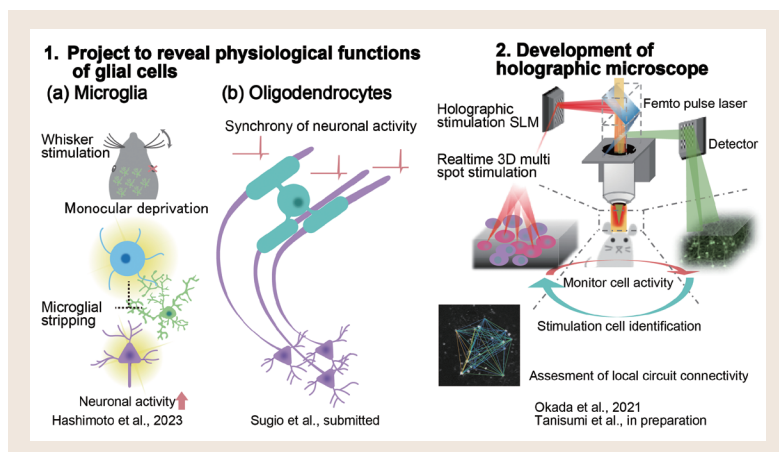 1. Project to reveal physiological functions
of glial cells
(a) Microglia
(b) Oligodendrocytes
Whisker
stimulation
Monocular deprivation
Microglial
stripping
Neuronal activity
Hashimoto et al., 2023
Synchrony of neuronal activity
Sugio et al., submitted
2. Development of
holographic microscope
Holographic
stimulation SLM
Femto pulse laser
Detector
Realtime 3D multi
spot stimulation
Monitor cell activity
Stimulation cell identification
Assesment of local circuit connectivity
Okada et al., 2021
Tanisumi et al., in preparation